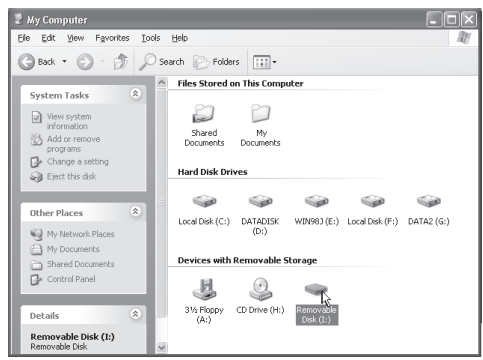 My Computer
File Edit View Favorites Tools Help
Back Search Folders
System Tasks
View system
information
Add or remove
programs
Change a setting
Eject this disk
Other Places
My Network Places
My Documents
Shared Documents
Control Panel
Details
Removable Disk (I:)
Removable Disk
Files Stored on This Computer
Shared
Documents
My
Documents
Hard Disk Drives
Local Disk (C:)
DATADISK
(D:)
WIN98J (E:)
Local Disk (F:)
DATA2 (G:)
Devices with Removable Storage
3½ Floppy
(A:)
CD Drive (H:)
Removable
Disk (I:)